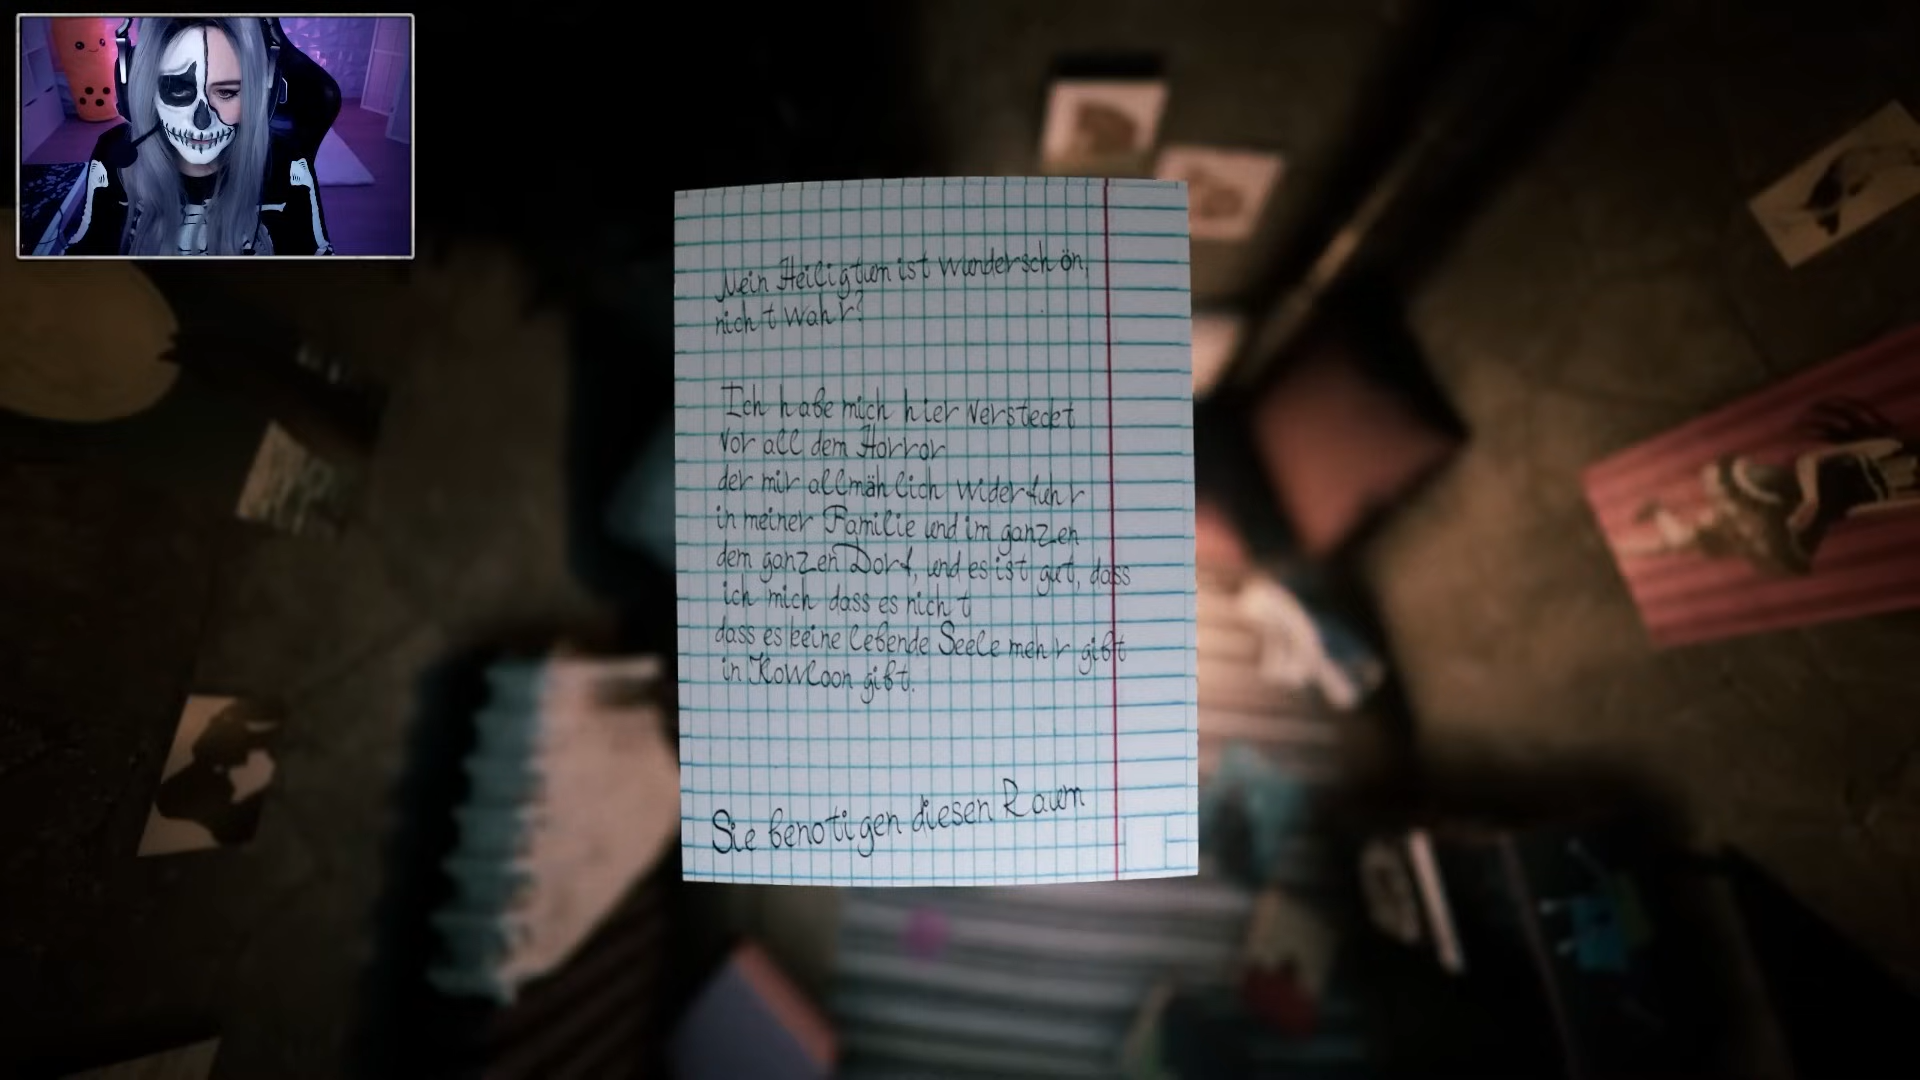 Mein Heiligtum ist wunderschön,
nicht wahr?
Ich habe mich hier versteckt
vor all dem Horror
der mir allmählich widerfuhr
in meiner Familie und im ganzen
dem ganzen Dorf, und es ist gut, dass
ich mich dass es nicht
dass es keine lebende Seele mehr gibt
in Kowloon gibt.
Sie benotigen diesen Raum